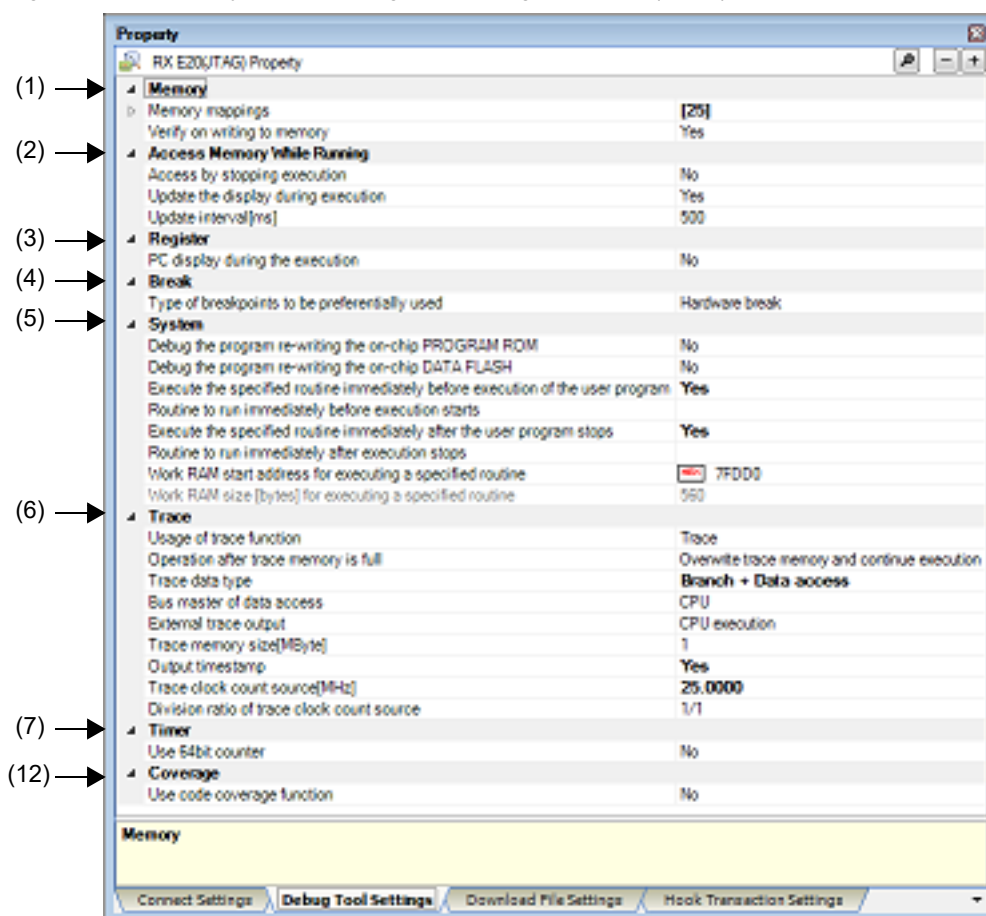 Property
RX E20(JTAG) Property
(1) Memory
Memory mappings [25]
Verify on writing to memory Yes
(2) Access Memory While Running
Access by stopping execution No
Update the display during execution Yes
Update interval[ms] 500
(3) Register
PC display during the execution No
(4) Break
Type of breakpoints to be preferentially used Hardware break
(5) System
Debug the program re-writing the on-chip PROGRAM ROM No
Debug the program re-writing the on-chip DATA FLASH No
Execute the specified routine immediately before execution of the user program Yes
Routine to run immediately before execution starts
Execute the specified routine immediately after the user program stops Yes
Routine to run immediately after execution stops
Work RAM start address for executing a specified routine 7FDD0
Work RAM size [bytes] for executing a specified routine 560
(6) Trace
Usage of trace function Trace
Operation after trace memory is full Overwrite trace memory and continue execution
Trace data type Branch + Data access
Bus master of data access CPU
External trace output CPU execution
Trace memory size[MByte] 1
Output timestamp Yes
Trace clock count source[MHz] 25.0000
Division ratio of trace clock count source 1/1
(7) Timer
Use 64bit counter No
(12) Coverage
Use code coverage function No
Memory
Connect Settings Debug Tool Settings Download File Settings Hook Transaction Settings